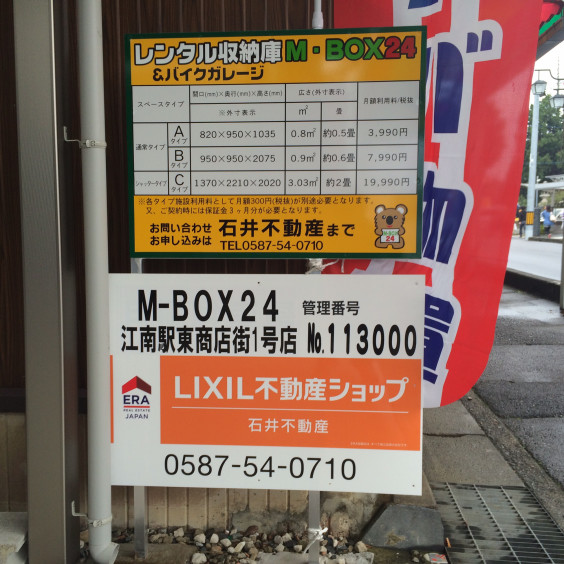 レンタル収納庫M・BOX24
&バイクガレージ
スペースタイプ 間口(mm)×奥行(mm)×高さ(mm) ※外寸表示 広さ(外寸表示) ㎡ 畳 月額利用料/税抜
通常タイプ Aタイプ 820×950×1035 0.8㎡ 約0.5畳 3,990円
Bタイプ 950×950×2075 0.9㎡ 約0.6畳 7,990円
シャッタータイプ Cタイプ 1370×2210×2020 3.03㎡ 約2畳 19,990円
※各タイプ施設利用料として月額300円(税抜)が別途必要となります。
又、ご契約時には保証金3ヶ月分が必要となります。
お問い合わせ
お申し込みは 石井不動産まで
TEL0587-54-0710
24
M-BOX24 管理番号
江南駅東商店街1号店 №113000
ERA
REAL ESTATE
JAPAN
LIXIL不動産ショップ
石井不動産
0587-54-0710